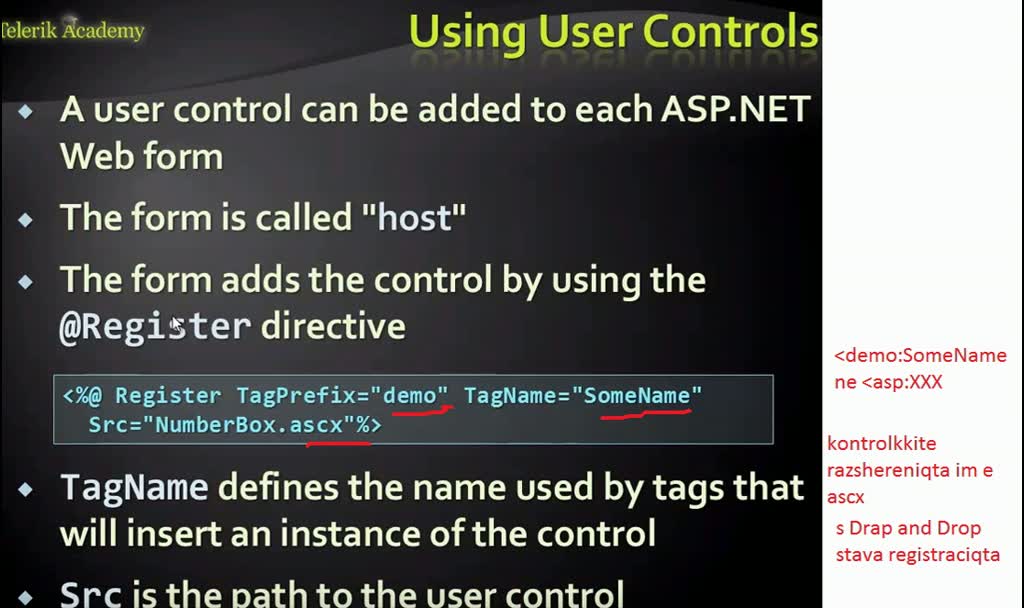 Telerik Academy
Using User Controls
A user control can be added to each ASP.NET
Web form
The form is called "host"
The form adds the control by using the
@Register directive
<%@ Register TagPrefix="demo" TagName="SomeName"
Src="NumberBox.ascx"%>
TagName defines the name used by tags that
will insert an instance of the control
Src is the path to the user control
<demo:SomeName
ne <asp:XXX
kontrolkkite
razshereniqta im e
ascx
s Drap and Drop
stava registraciqta